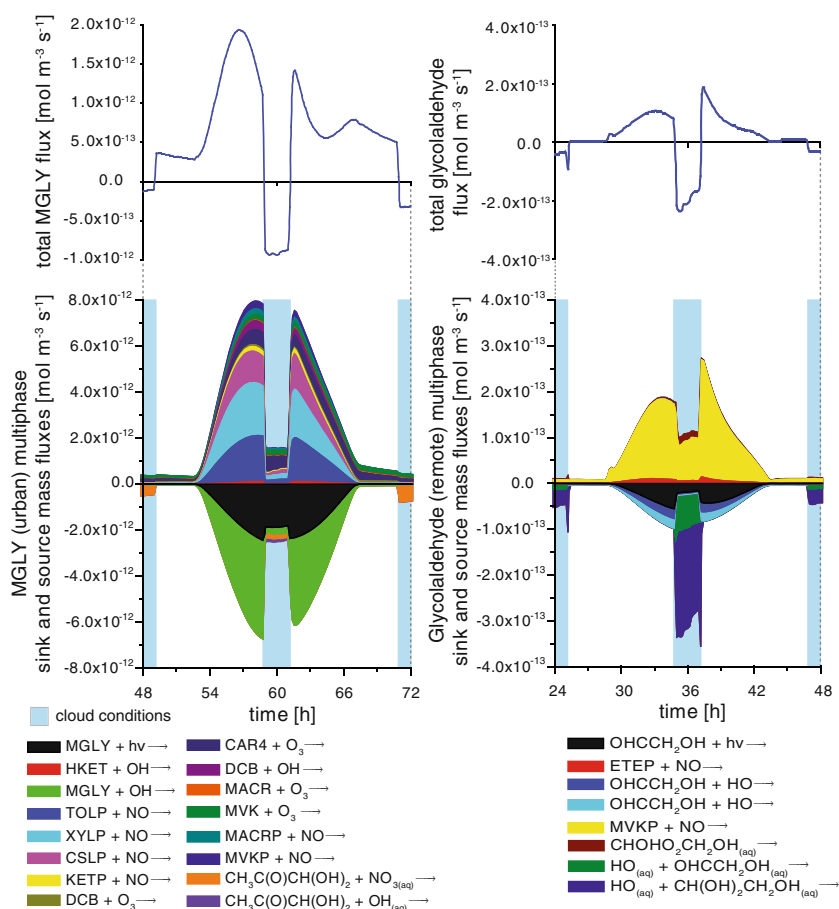 total MGLY flux [mol m⁻³ s⁻¹]
2.0x10⁻¹²
1.0x10⁻¹²
5.0x10⁻¹³
0.0
-5.0x10⁻¹³
-1.0x10⁻¹²
total glycolaldehyde flux [mol m⁻³ s⁻¹]
4.0x10⁻¹³
2.0x10⁻¹³
0.0
-2.0x10⁻¹³
-4.0x10⁻¹³
MGLY (urban) multiphase
sink and source mass fluxes [mol m⁻³ s⁻¹]
8.0x10⁻¹²
6.0x10⁻¹²
4.0x10⁻¹²
2.0x10⁻¹²
0.0
-2.0x10⁻¹²
-4.0x10⁻¹²
-6.0x10⁻¹²
-8.0x10⁻¹²
48 54 60 66 72
time [h]
Glycolaldehyde (remote) multiphase
sink and source mass fluxes [mol m⁻³ s⁻¹]
4.0x10⁻¹³
3.0x10⁻¹³
2.0x10⁻¹³
1.0x10⁻¹³
0.0
-1.0x10⁻¹³
-2.0x10⁻¹³
-3.0x10⁻¹³
-4.0x10⁻¹³
24 30 36 42 48
time [h]
cloud conditions
MGLY + hv→
HKET + OH→
MGLY + OH→
TOLP + NO→
XYLP + NO→
CSLP + NO→
KETP + NO→
DCB + O₃→
CAR4 + O₃→
DCB + OH→
MACR + O₃→
MVK + O₃→
MACRP + NO→
MVKP + NO→
CH₃C(O)CH(OH)₂ + NO₃₍aq₎→
CH₃C(O)CH(OH)₂ + OH₍aq₎→
OHCCH₂OH + hv→
ETEP + NO→
OHCCH₂OH + HO→
OHCCH₂OH + HO→
MVKP + NO→
CHOHO₂CH₂OH₍aq₎→
HO₍aq₎ + OHCCH₂OH₍aq₎→
HO₍aq₎ + CH(OH)₂CH₂OH₍aq₎→